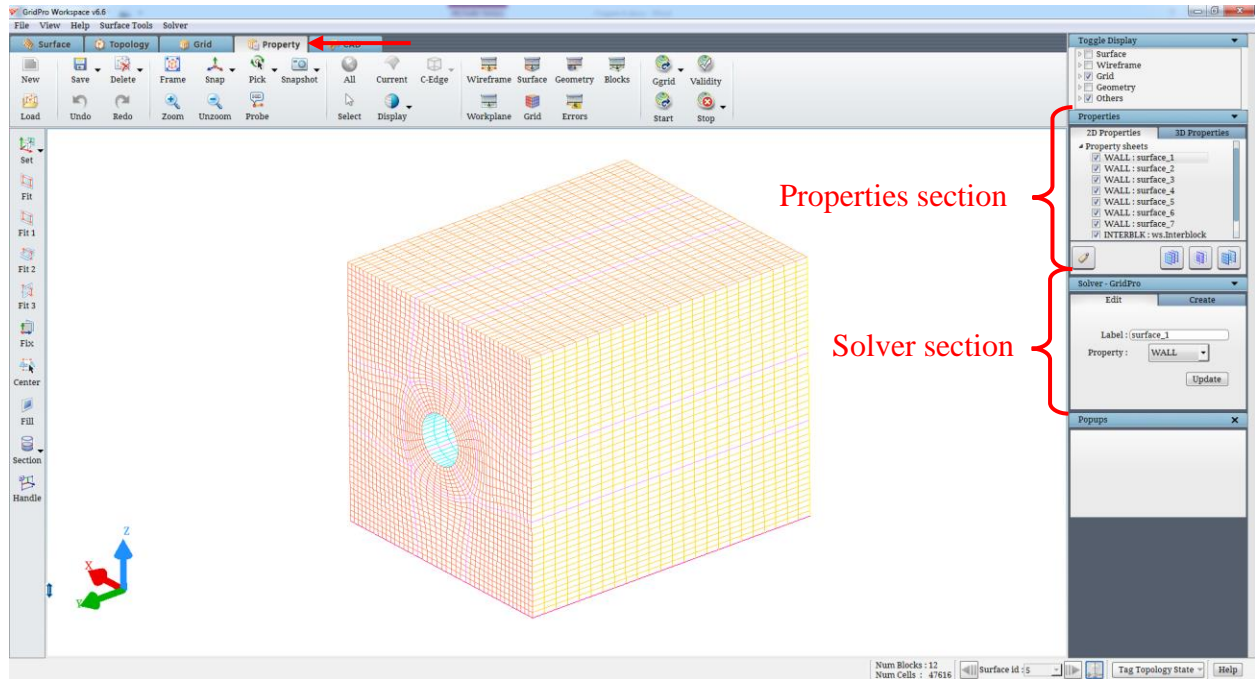 GridPro Workspace v6.6
File View Help Surface Tools Solver
Surface Topology Grid Property CAD
New Save Delete Frame Snap Pick Snapshot All Current C-Edge Wireframe Surface Geometry Blocks Ggrid Validity
Load Undo Redo Zoom Unzoom Probe Select Display Workplane Grid Errors Start Stop
Set
Fit
Fit 1
Fit 2
Fit 3
Fix
Center
Fill
Section
Handle
Z
X
Y
Properties section
Solver section
Toggle Display
Surface
Wireframe
Grid
Geometry
Others
Properties
2D Properties 3D Properties
Property sheets
WALL : surface_1
WALL : surface_2
WALL : surface_3
WALL : surface_4
WALL : surface_5
WALL : surface_6
WALL : surface_7
INTERBLK : ws.Interblock
Solver - GridPro
Edit Create
Label : surface_1
Property : WALL
Update
Popups X
Num Blocks : 12
Num Cells : 47616
Surface id : 5
Tag Topology State
Help